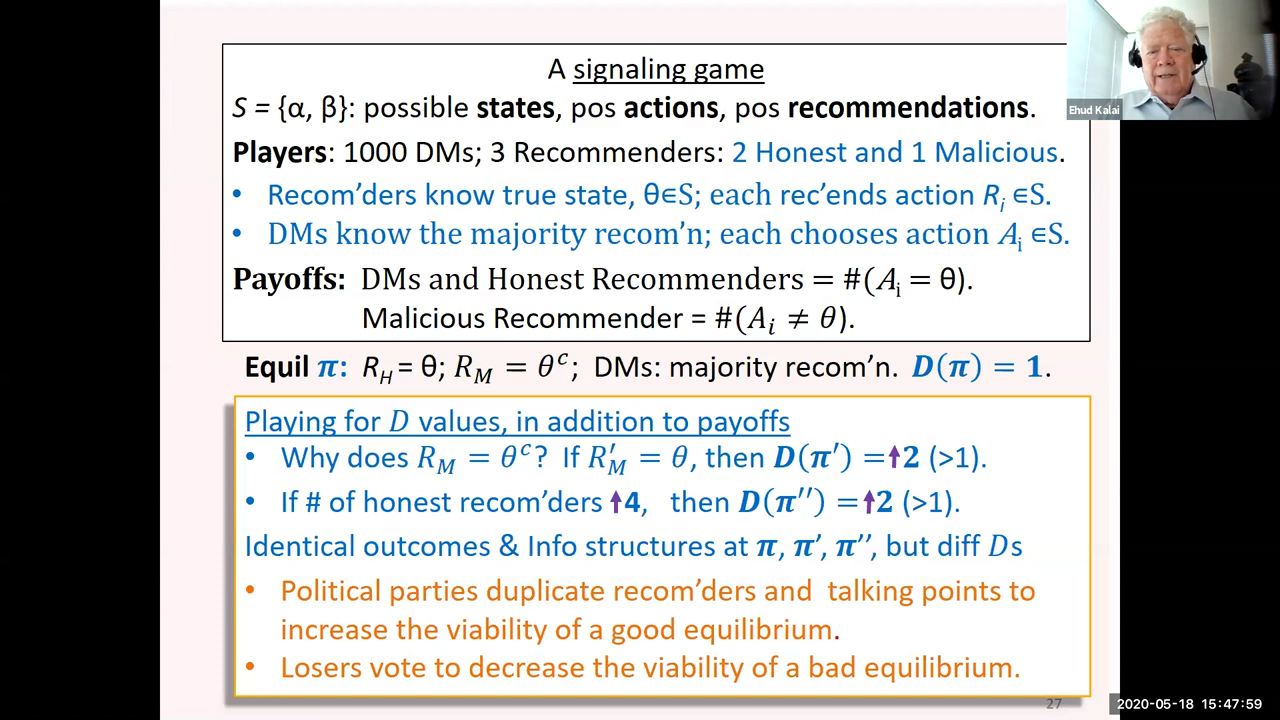 A signaling game
S = {α, β}: possible states, pos actions, pos recommendations.
Ehud Kalai
Players: 1000 DMs; 3 Recommenders: 2 Honest and 1 Malicious.
• Recom'ders know true state, θ∈S; each rec'ends action Rᵢ ∈S.
• DMs know the majority recom'n; each chooses action Aᵢ ∈S.
Payoffs: DMs and Honest Recommenders = #(Aᵢ = θ).
Malicious Recommender = #(Aᵢ ≠ θ).
Equil π: R_H = θ; R_M = θᶜ; DMs: majority recom'n. D(π) = 1.
Playing for D values, in addition to payoffs
• Why does R_M = θᶜ? If R′_M = θ, then D(π′) =↑2 (>1).
• If # of honest recom'ders ↑4, then D(π′′) =↑2 (>1).
Identical outcomes & Info structures at π, π′, π′′, but diff Ds
• Political parties duplicate recom'ders and talking points to
increase the viability of a good equilibrium.
• Losers vote to decrease the viability of a bad equilibrium.
27
2020-05-18 15:47:59